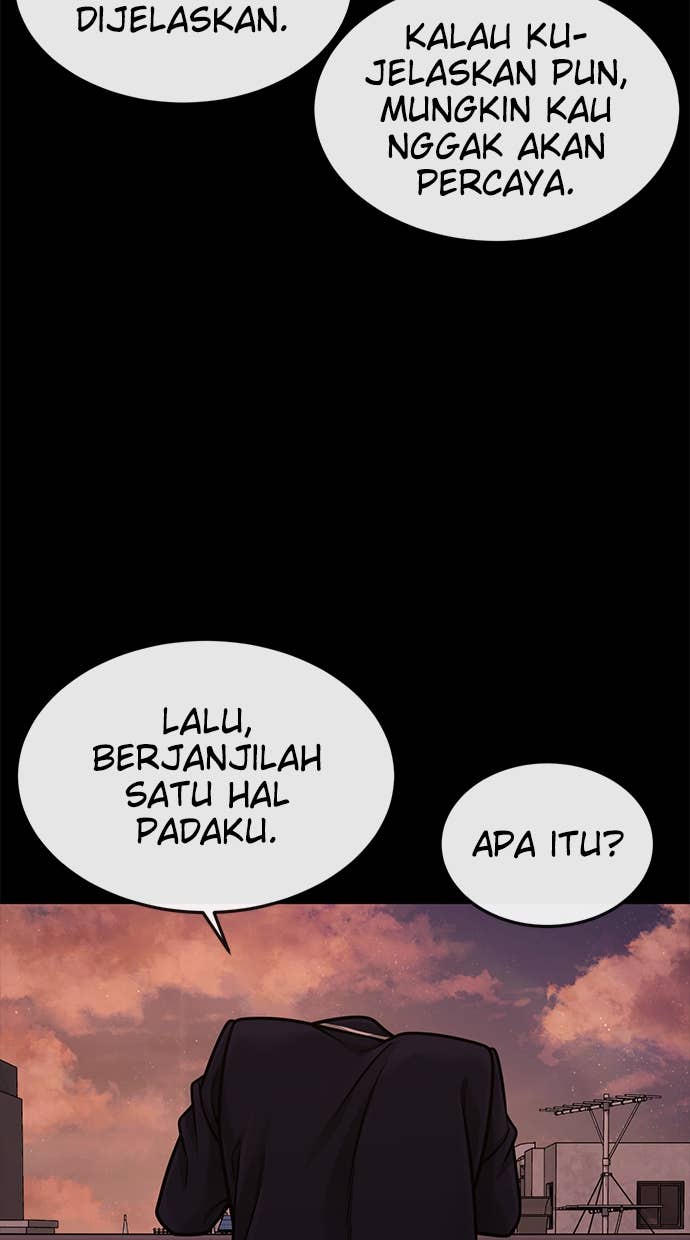 DIJELASKAN.
KALAU KU-
JELASKAN PUN,
MUNGKIN KAU
NGGAK AKAN
PERCAYA.
LALU,
BERJANJILAH
SATU HAL
PADAKU.
APA ITU?